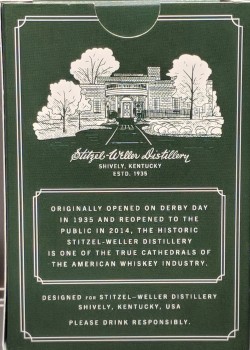 Stitzel-Weller Distillery
SHIVELY, KENTUCKY
ESTD. 1935
ORIGINALLY OPENED ON DERBY DAY
IN 1935 AND REOPENED TO THE
PUBLIC IN 2014, THE HISTORIC
STITZEL–WELLER DISTILLERY
IS ONE OF THE TRUE CATHEDRALS OF
THE AMERICAN WHISKEY INDUSTRY.
DESIGNED FOR STITZEL–WELLER DISTILLERY
SHIVELY, KENTUCKY, USA
PLEASE DRINK RESPONSIBLY.